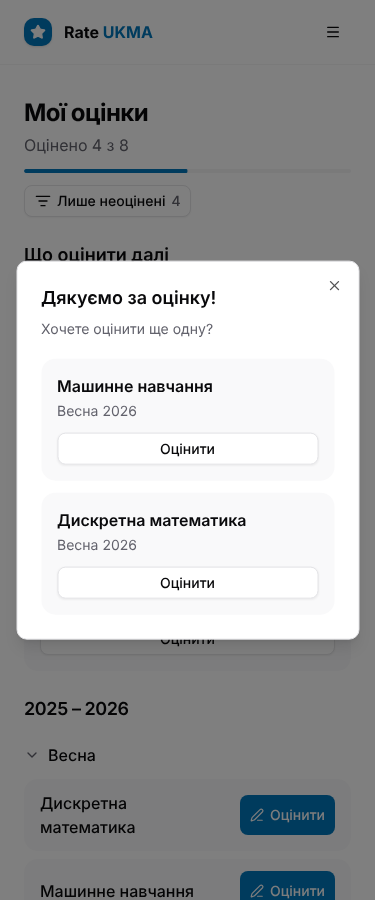 Rate UKMA
Мої оцінки
Оцінено 4 з 8
Лише неоцінені 4
Що оцінити далі
Дякуємо за оцінку!
Хочете оцінити ще одну?
Машинне навчання
Весна 2026
Оцінити
Дискретна математика
Весна 2026
Оцінити
Оцінити
2025 – 2026
Весна
Дискретна
математика
Оцінити
Машинне навчання
Оцінити